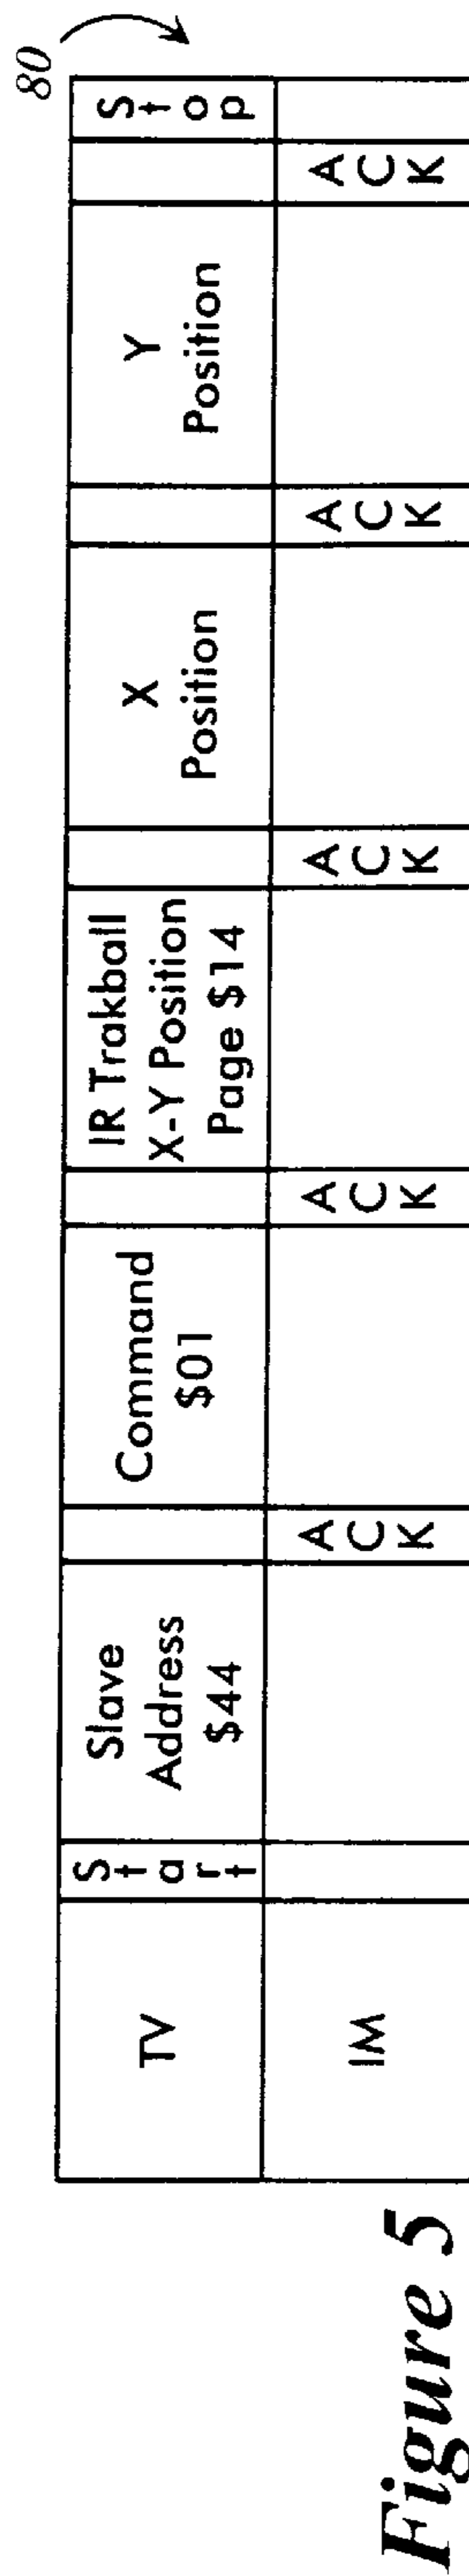 80
TV
Start
Slave
Address
$44
Command
$01
IR Trakball
X-Y Position
Page $14
X
Position
Y
Position
Stop
IM
ACK
ACK
ACK
ACK
ACK
Figure 5